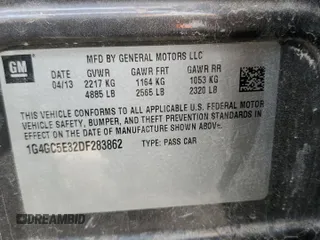 GM
MFD BY GENERAL MOTORS LLC
DATE GVWR GAWR FRT GAWR RR
04/13 2217 KG 1164 KG 1053 KG
4885 LB 2565 LB 2320 LB
THIS VEHICLE CONFORMS TO ALL APPLICABLE U.S. FEDERAL MOTOR
VEHICLE SAFETY, BUMPER, AND THEFT PREVENTION STANDARDS IN EFFECT
ON THE DATE OF MANUFACTURE SHOWN ABOVE.
1G4GC5E32DF283862 TYPE: PASS CAR
DREAMBID